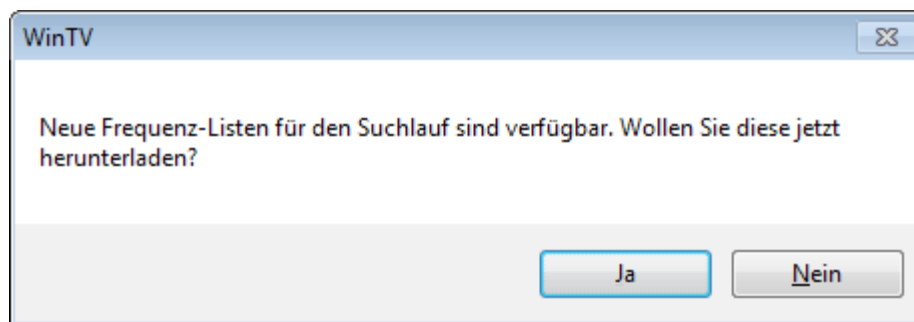 WinTV
Neue Frequenz-Listen für den Suchlauf sind verfügbar. Wollen Sie diese jetzt
herunterladen?
Ja
Nein